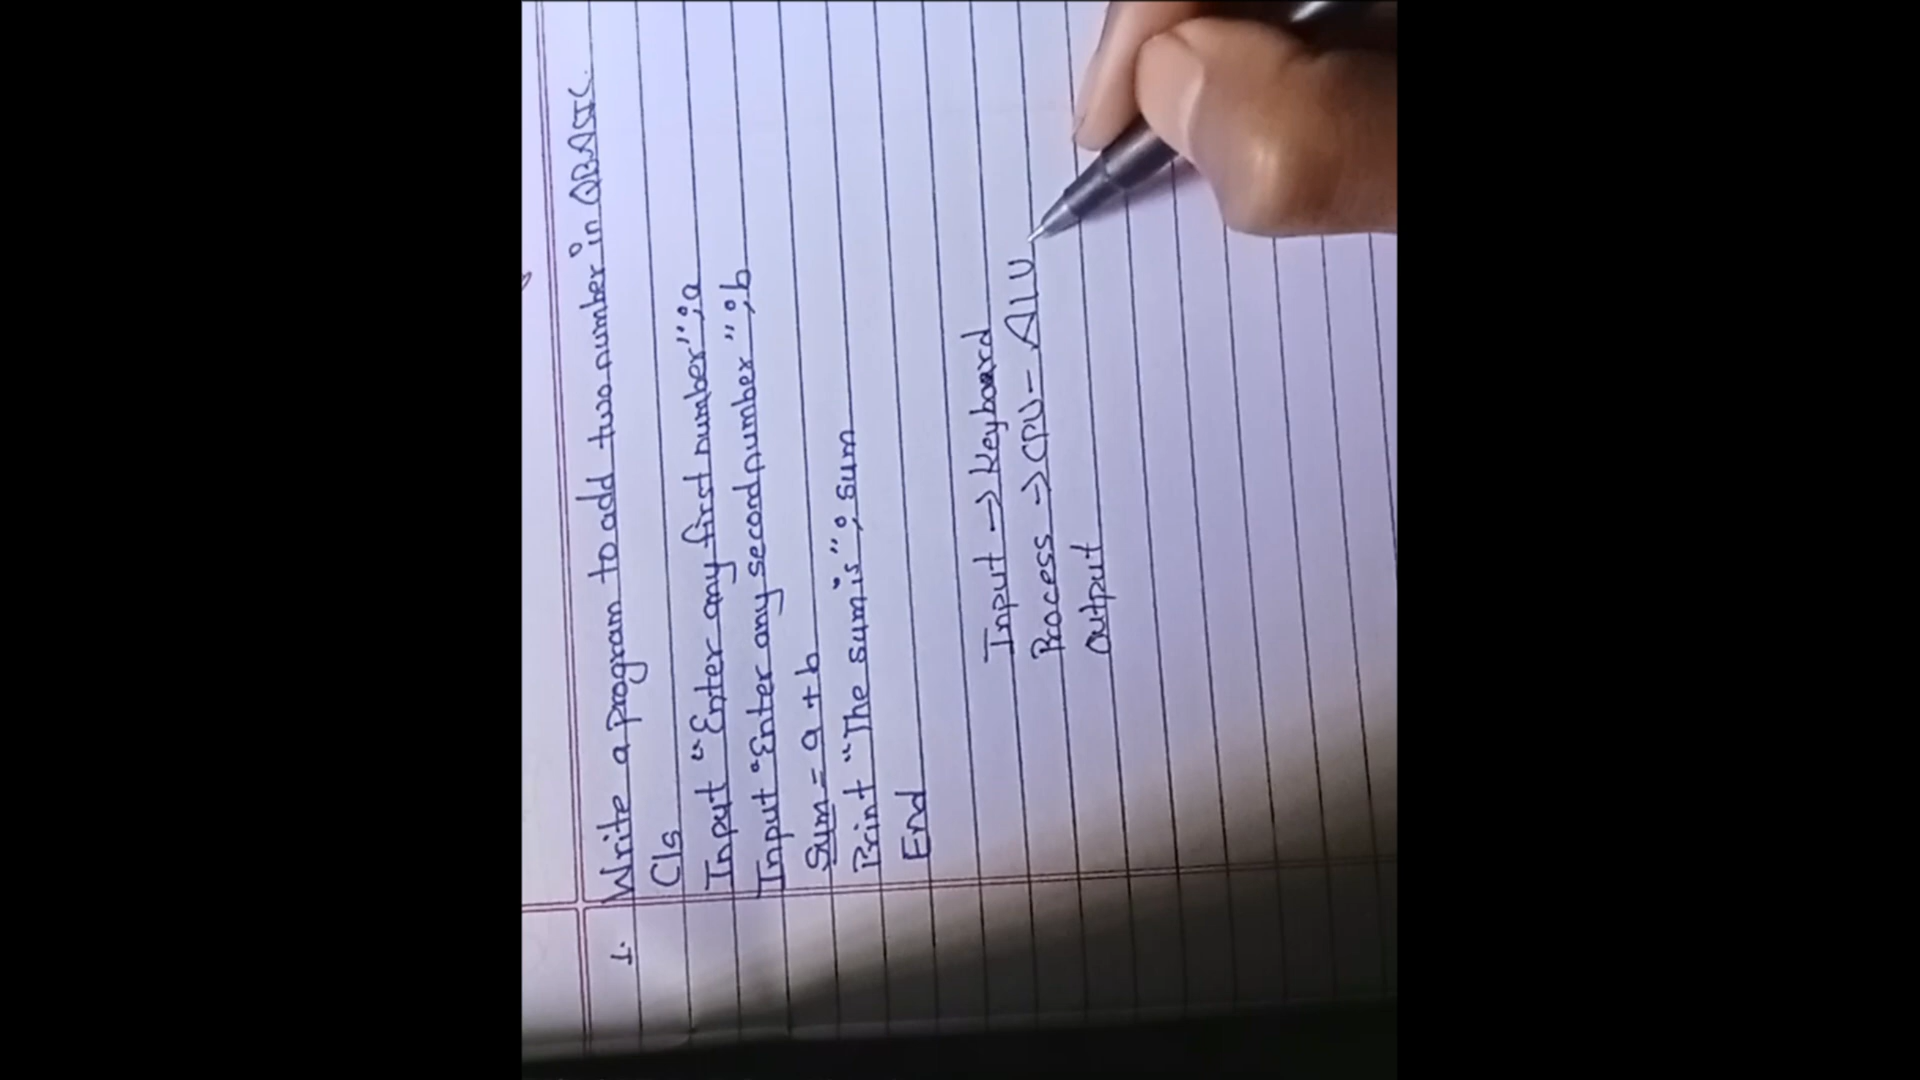 1. Write a program to add two number in QBASIC.
Cls
Input "Enter any first number" ; a
Input "Enter any second number" ; b
Sum = a + b
Print "The sum is" ; sum
End
Input → Keyboard
Process → CPU - ALU
Output